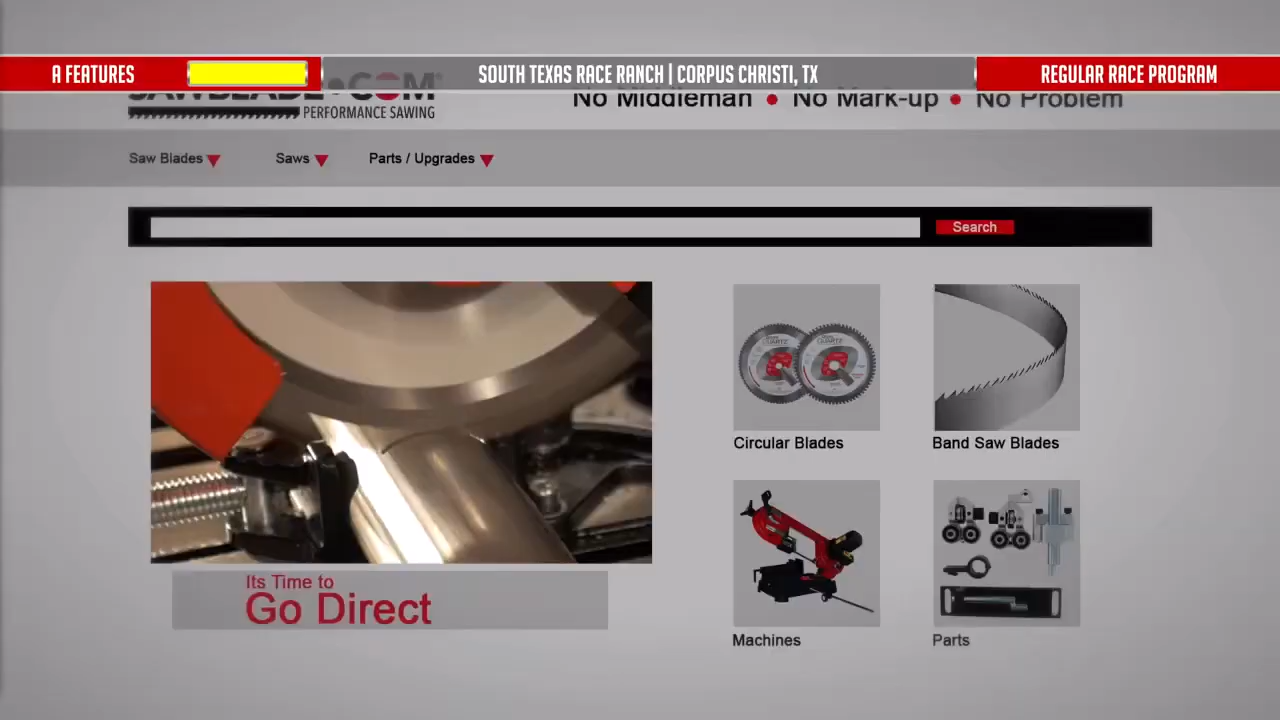 A FEATURES
SOUTH TEXAS RACE RANCH | CORPUS CHRISTI, TX
REGULAR RACE PROGRAM
SAWBLADE.COM®
PERFORMANCE SAWING
No Middleman • No Mark-up • No Problem
Saw Blades
Saws
Parts / Upgrades
Search
Circular Blades
Band Saw Blades
Its Time to
Go Direct
Machines
Parts